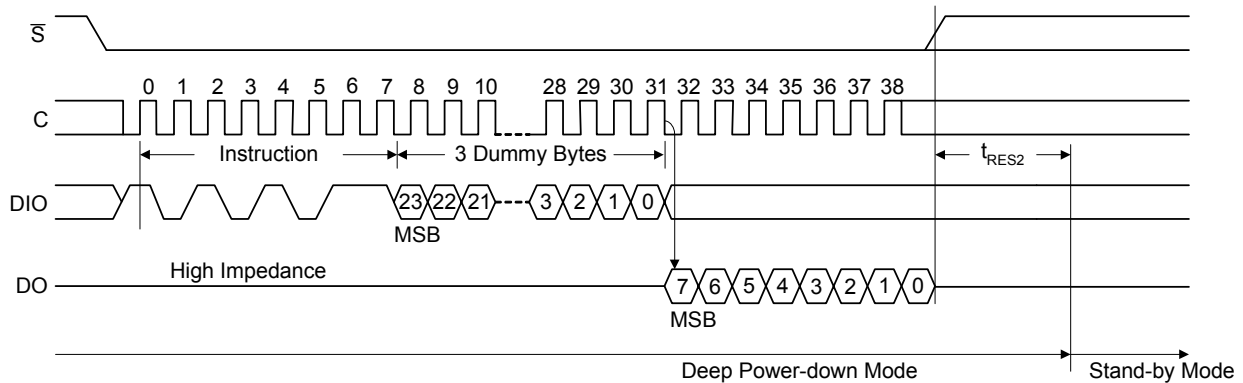 S
0 1 2 3 4 5 6 7 8 9 10 28 29 30 31 32 33 34 35 36 37 38
C
Instruction 3 Dummy Bytes tRES2
DIO 23 22 21 3 2 1 0
MSB
High Impedance
DO 7 6 5 4 3 2 1 0
MSB
Deep Power-down Mode Stand-by Mode